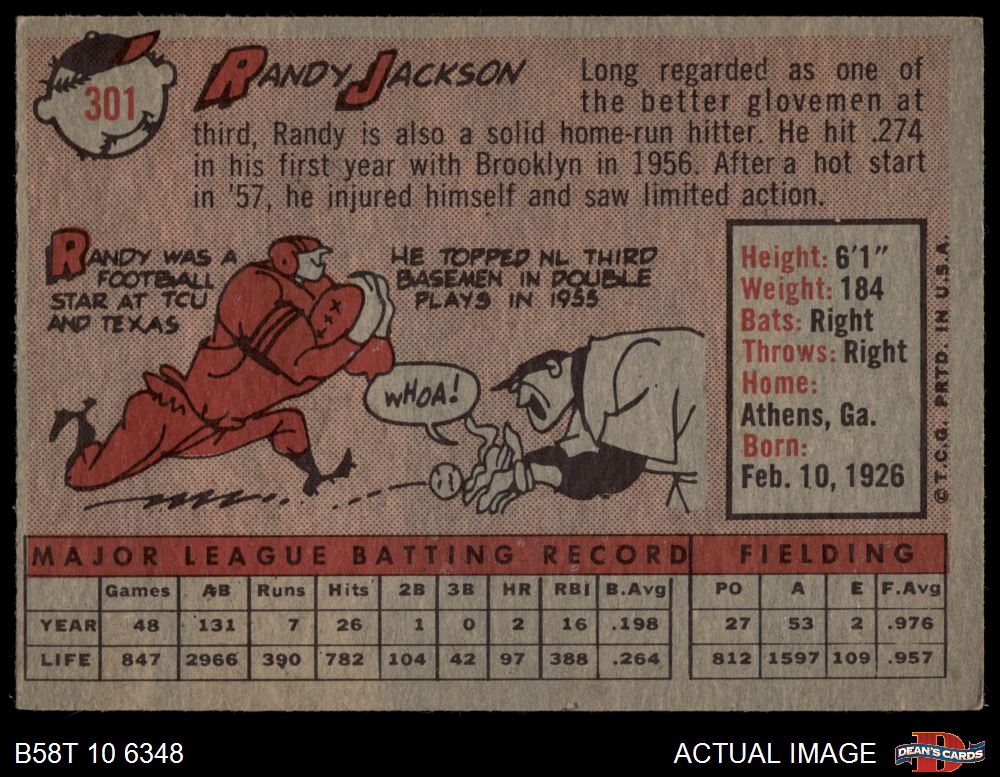 301
RANDY JACKSON
Long regarded as one of
the better glovemen at
third, Randy is also a solid home-run hitter. He hit .274
in his first year with Brooklyn in 1956. After a hot start
in '57, he injured himself and saw limited action.
RANDY WAS A
FOOTBALL
STAR AT TCU
AND TEXAS
HE TOPPED NL THIRD
BASEMEN IN DOUBLE
PLAYS IN 1955
WHOA!
Height: 6'1"
Weight: 184
Bats: Right
Throws: Right
Home:
Athens, Ga.
Born:
Feb. 10, 1926
© T.C.G. PRTD. IN U.S.A.
MAJOR LEAGUE BATTING RECORD FIELDING
Games AB Runs Hits 2B 3B HR RBI B.Avg PO A E F.Avg
YEAR 48 131 7 26 1 0 2 16 .198 27 53 2 .976
LIFE 847 2966 390 782 104 42 97 388 .264 812 1597 109 .957
B58T 10 6348
ACTUAL IMAGE
DEAN'S CARDS